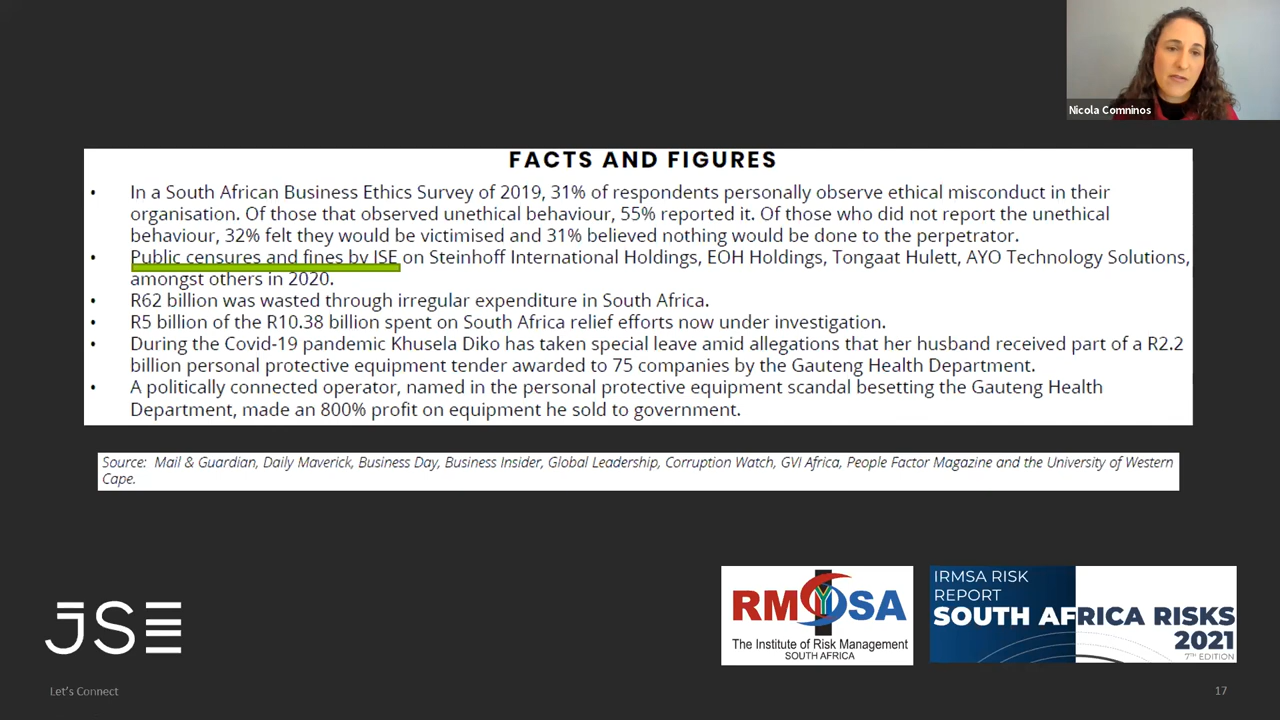 Nicola Comninos
FACTS AND FIGURES
• In a South African Business Ethics Survey of 2019, 31% of respondents personally observe ethical misconduct in their
organisation. Of those that observed unethical behaviour, 55% reported it. Of those who did not report the unethical
behaviour, 32% felt they would be victimised and 31% believed nothing would be done to the perpetrator.
• Public censures and fines by JSE on Steinhoff International Holdings, EOH Holdings, Tongaat Hulett, AYO Technology Solutions,
amongst others in 2020.
• R62 billion was wasted through irregular expenditure in South Africa.
• R5 billion of the R10.38 billion spent on South Africa relief efforts now under investigation.
• During the Covid-19 pandemic Khusela Diko has taken special leave amid allegations that her husband received part of a R2.2
billion personal protective equipment tender awarded to 75 companies by the Gauteng Health Department.
• A politically connected operator, named in the personal protective equipment scandal besetting the Gauteng Health
Department, made an 800% profit on equipment he sold to government.
Source: Mail & Guardian, Daily Maverick, Business Day, Business Insider, Global Leadership, Corruption Watch, GVI Africa, People Factor Magazine and the University of Western
Cape.
JSE
RMSA
The Institute of Risk Management
SOUTH AFRICA
IRMSA RISK
REPORT
SOUTH AFRICA RISKS
2021
7TH EDITION
Let's Connect
17